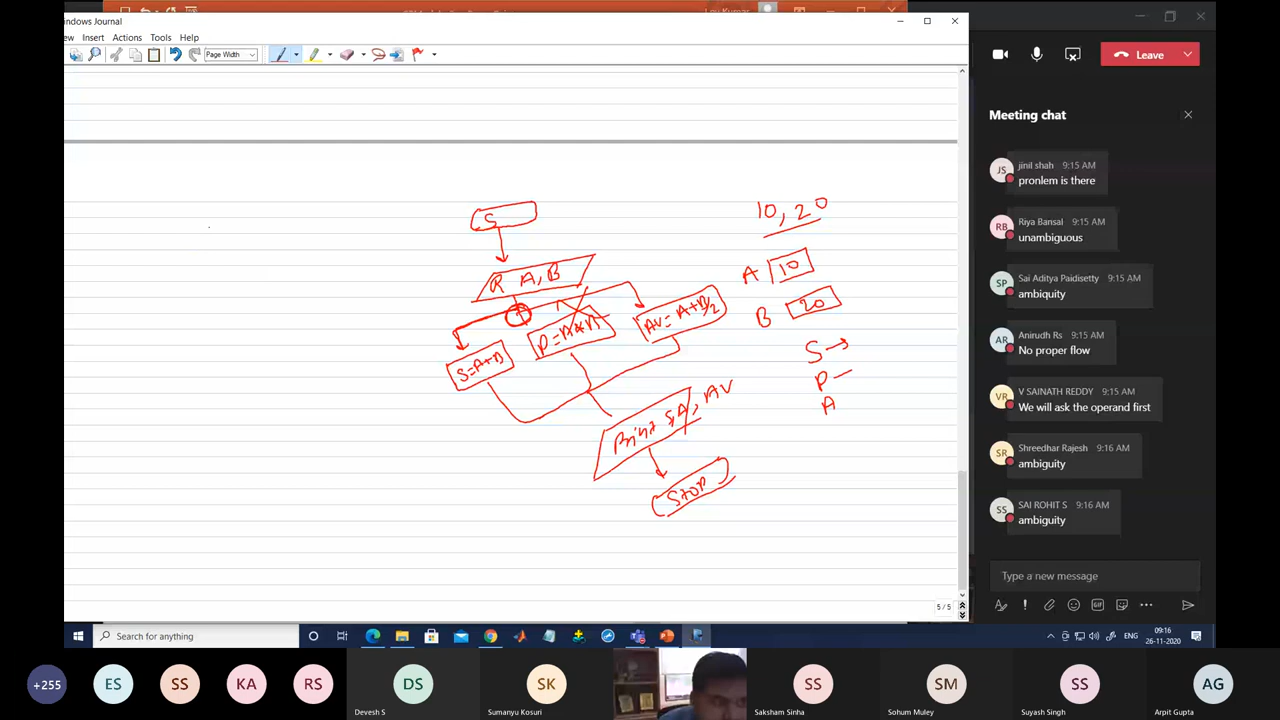 indows Journal
ew Insert Actions Tools Help
Page Width
Leave
Meeting chat
JS
jinil shah 9:15 AM
pronlem is there
RB
Riya Bansal 9:15 AM
unambiguous
SP
Sai Aditya Paidisetty 9:15 AM
ambiquity
AR
Anirudh Rs 9:15 AM
No proper flow
VR
V SAINATH REDDY 9:15 AM
We will ask the operand first
SR
Shreedhar Rajesh 9:16 AM
ambiguity
SS
SAI ROHIT S 9:16 AM
ambiguity
Type a new message
S
R A, B
S=A+B
P=A*B
AV=A+B/2
Print S, AV
STOP
10, 20
A 10
B 20
S
P
A
5/5
Search for anything
ENG
09:16
26-11-2020
+255 ES SS KA RS DS SK SS SM SS AG
Devesh S Sumanyu Kosuri Saksham Sinha Sohum Muley Suyash Singh Arpit Gupta